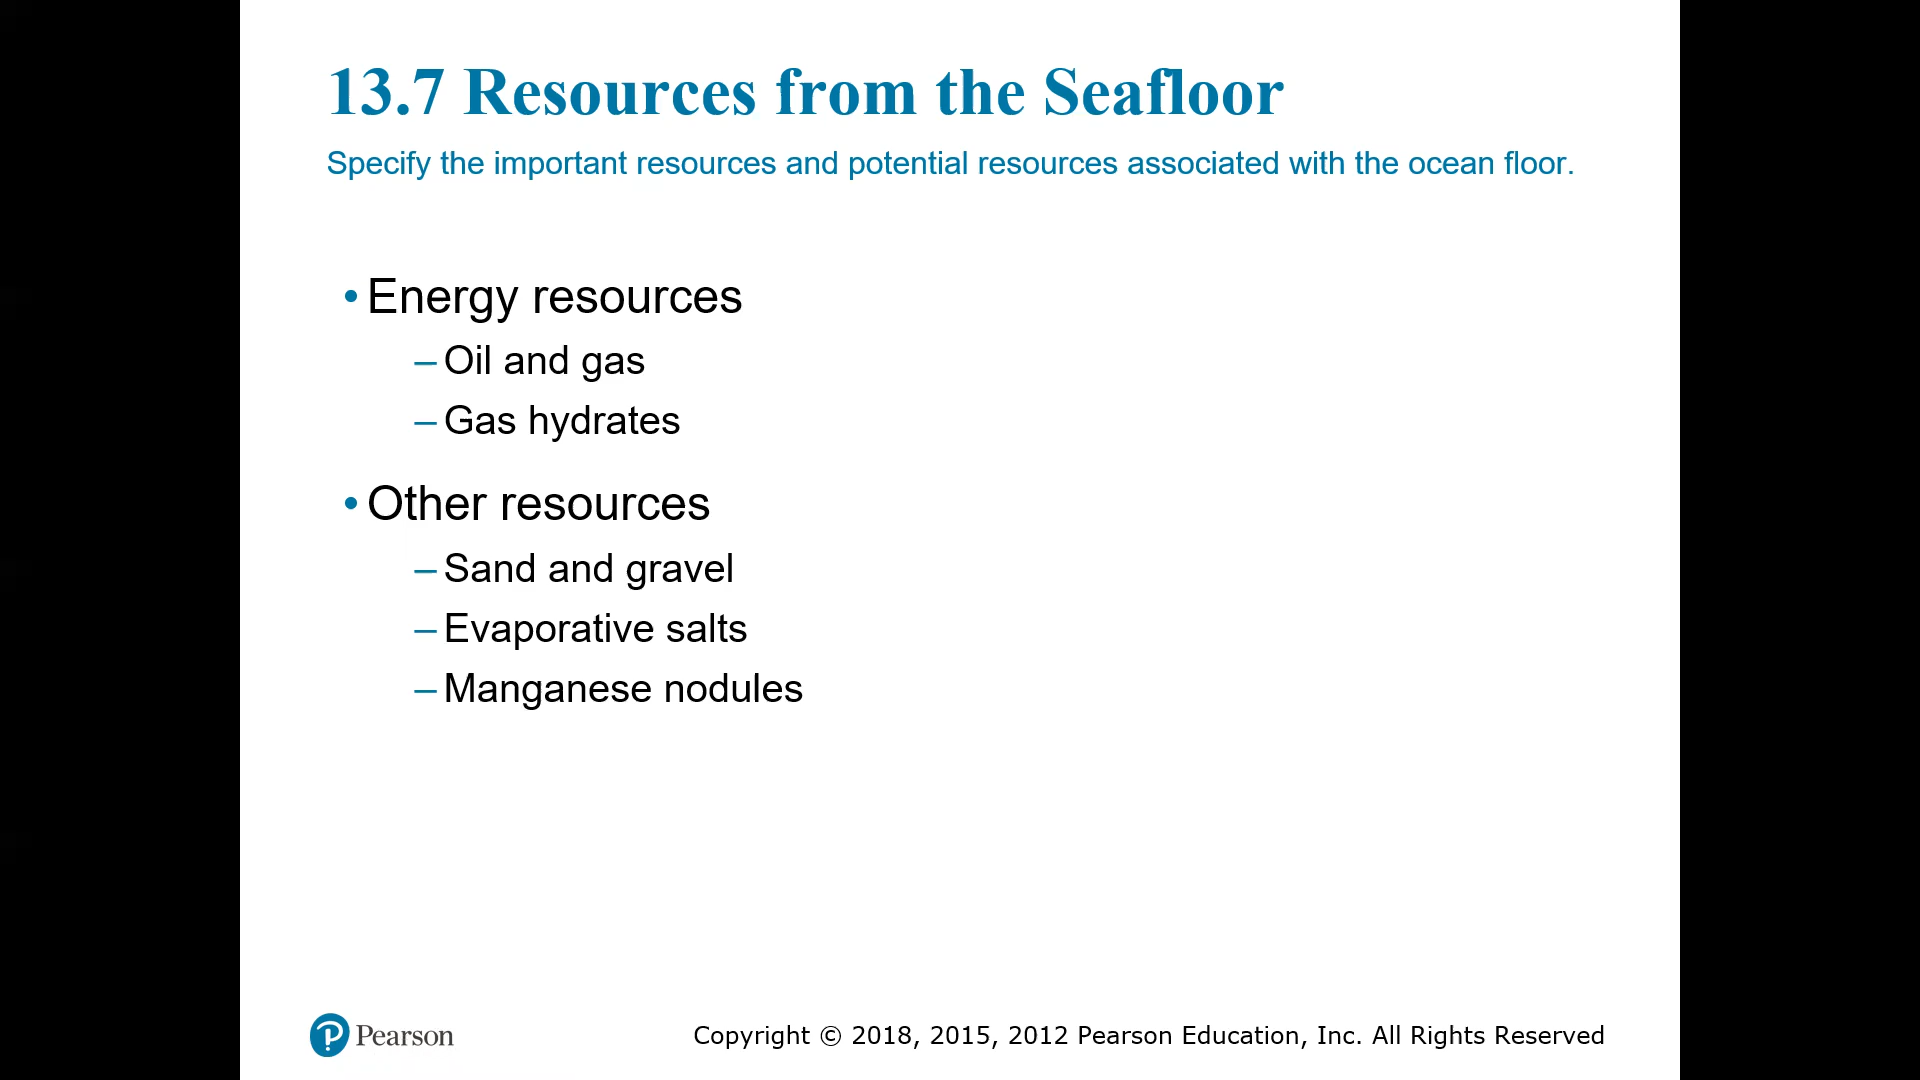 13.7 Resources from the Seafloor
Specify the important resources and potential resources associated with the ocean floor.
• Energy resources
– Oil and gas
– Gas hydrates
• Other resources
– Sand and gravel
– Evaporative salts
– Manganese nodules
Pearson
Copyright © 2018, 2015, 2012 Pearson Education, Inc. All Rights Reserved